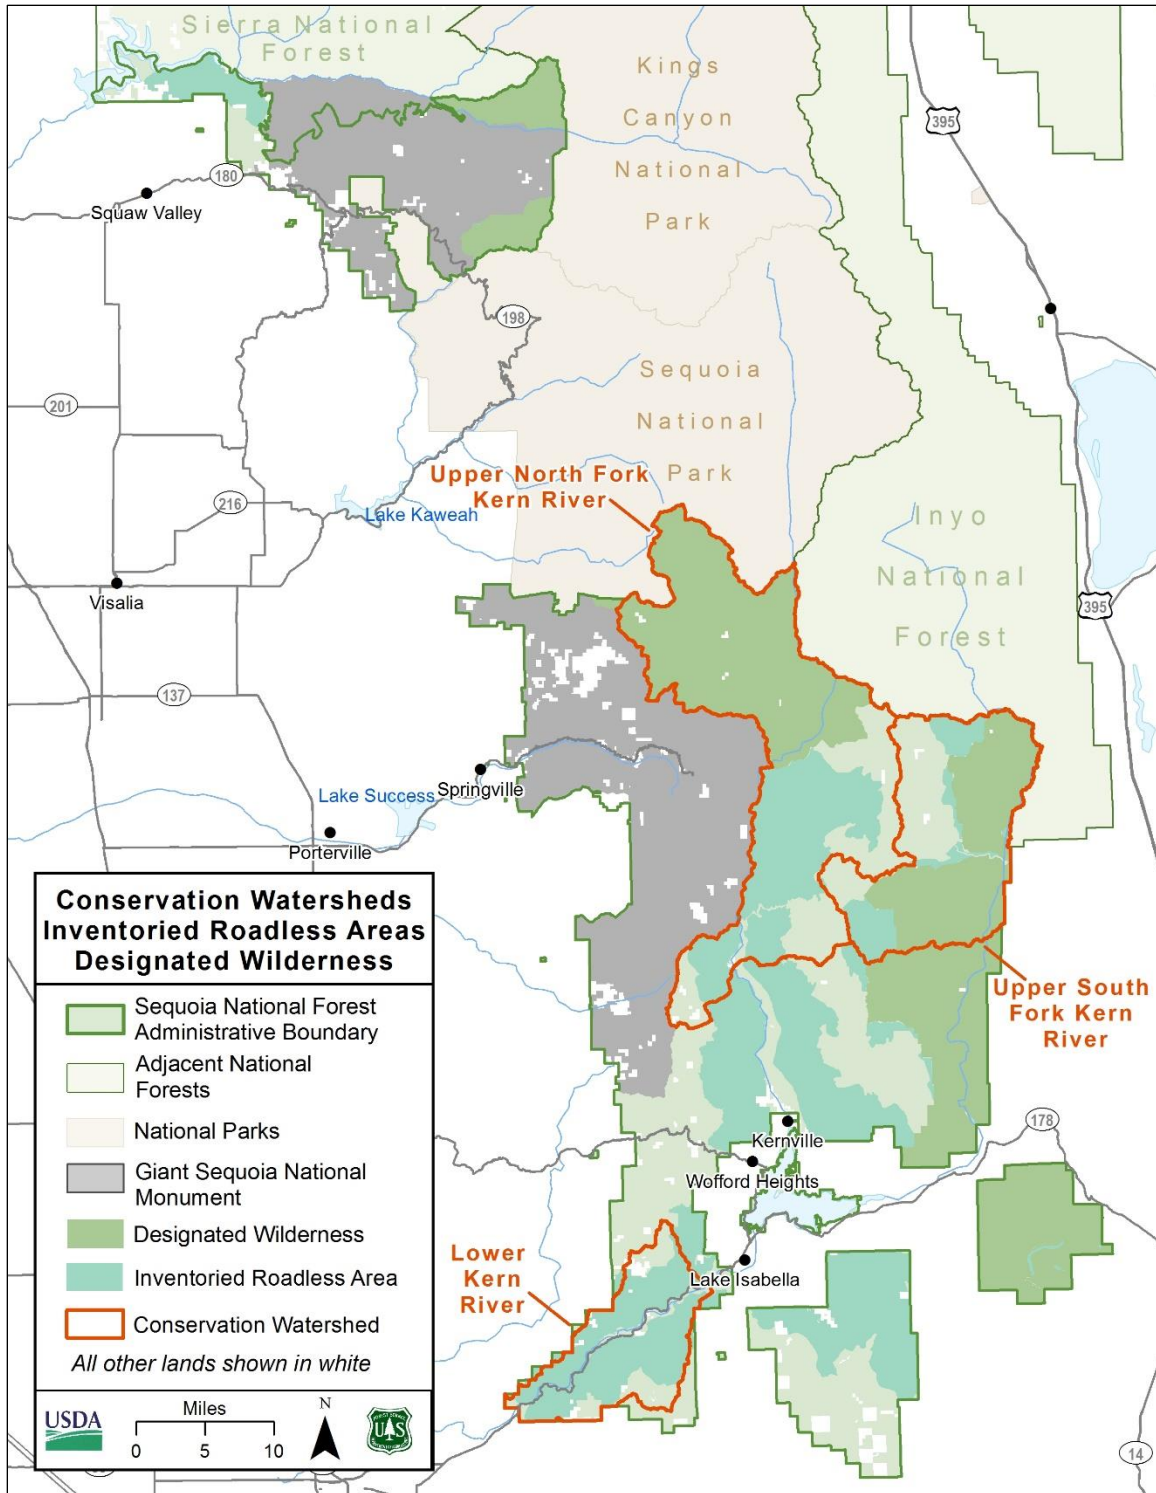 Sierra National
Forest
Kings
Canyon
National
Park
395
180
Squaw Valley
198
Sequoia
National
Park
201
Upper North Fork
Kern River
216
Lake Kaweah
Inyo
National
Forest
Visalia
395
137
Springville
Lake Success
Porterville
Conservation Watersheds
Inventoried Roadless Areas
Designated Wilderness
Sequoia National Forest
Administrative Boundary
Adjacent National
Forests
National Parks
Giant Sequoia National
Monument
Designated Wilderness
Inventoried Roadless Area
Conservation Watershed
All other lands shown in white
USDA
Miles
0 5 10
N
U S
Upper South
Fork Kern
River
178
Kernville
Wofford Heights
Lower
Kern
River
Lake Isabella
14